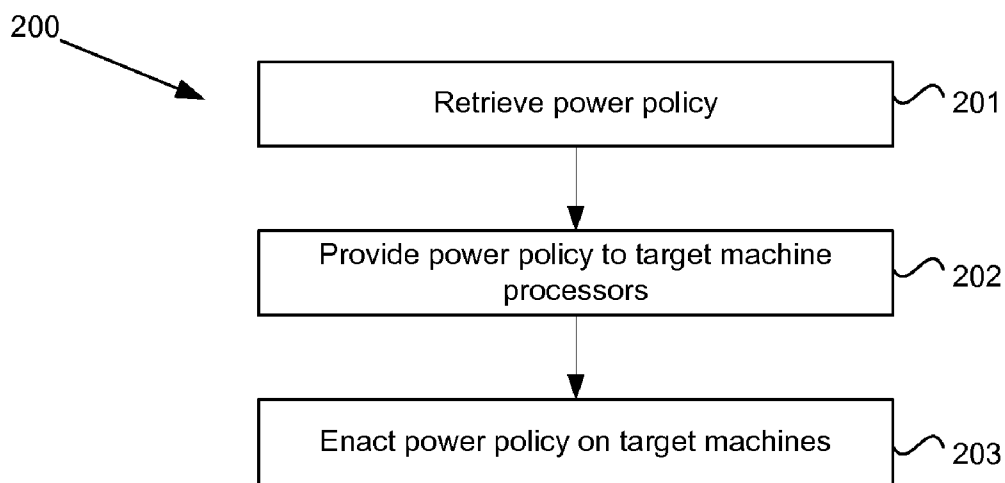 200
Retrieve power policy
201
Provide power policy to target machine
processors
202
Enact power policy on target machines
203